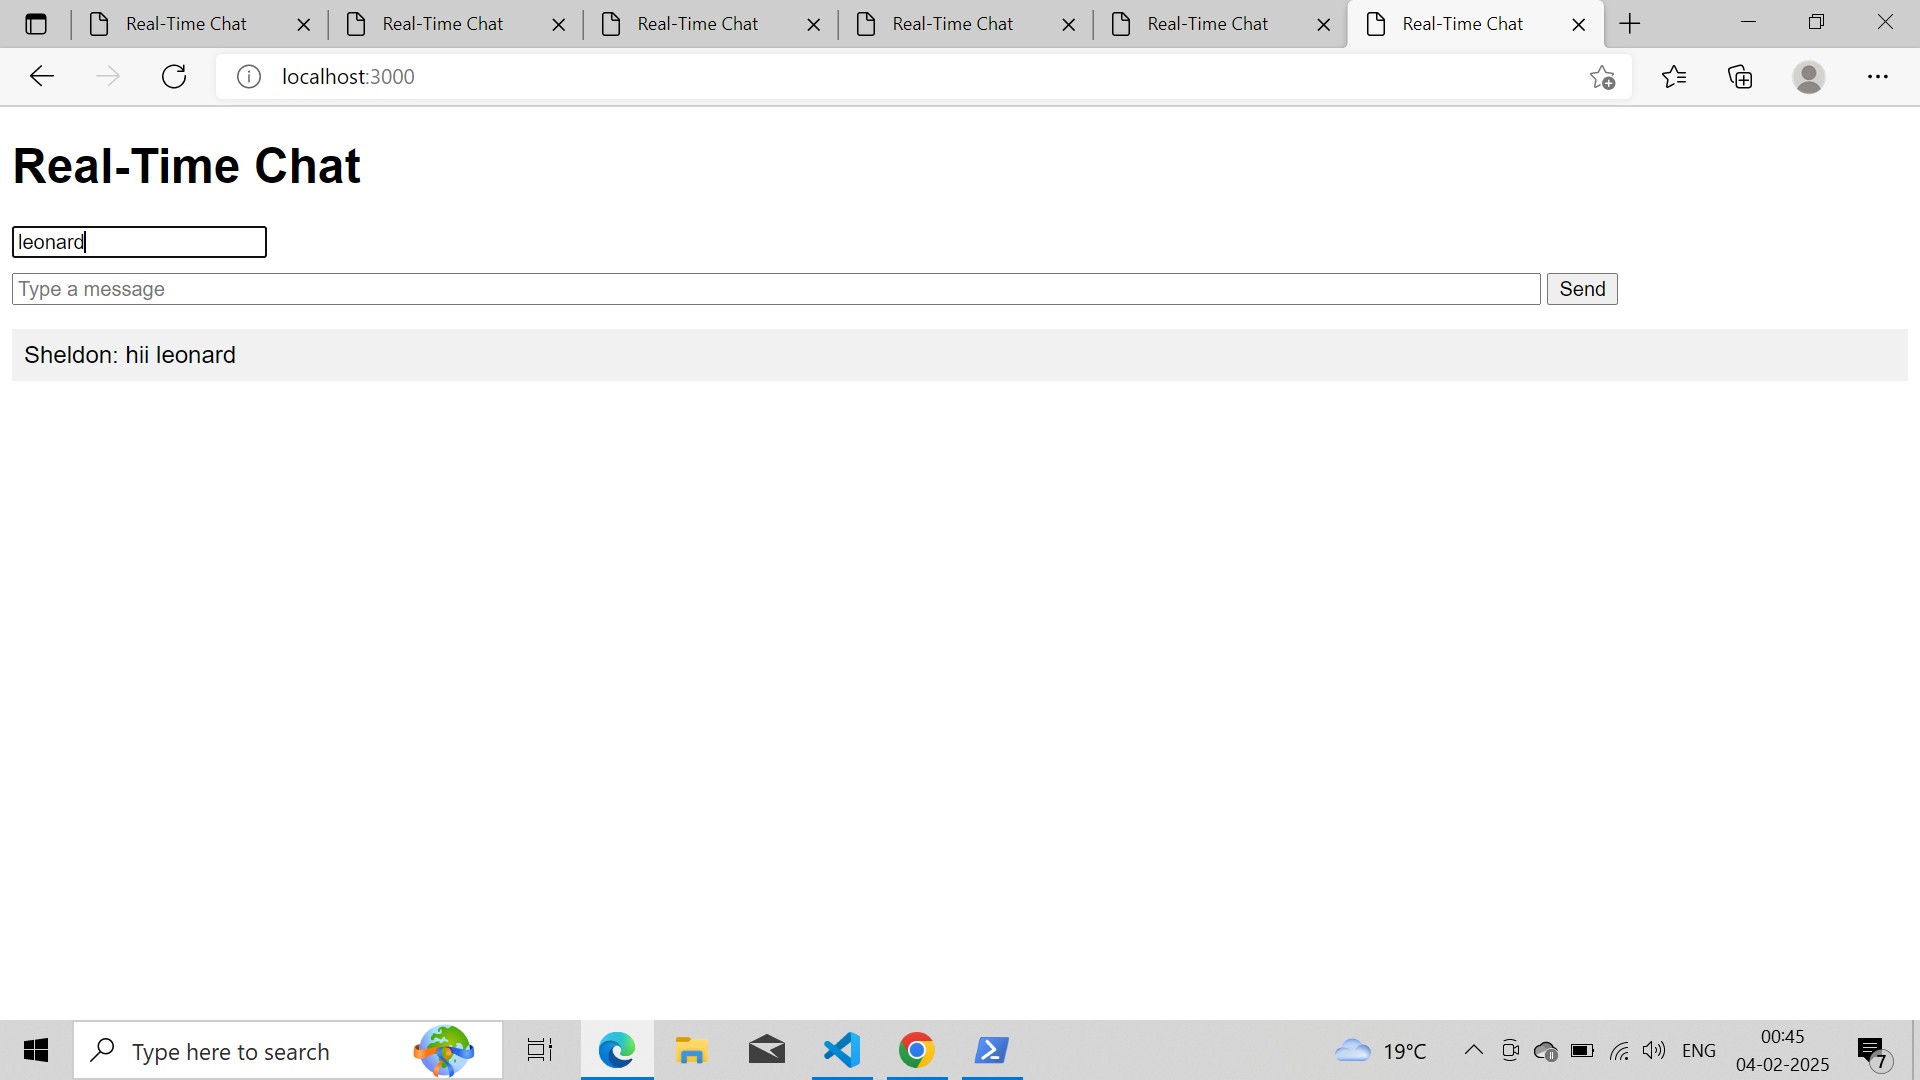 Real-Time Chat Real-Time Chat Real-Time Chat Real-Time Chat Real-Time Chat Real-Time Chat
localhost:3000
Real-Time Chat
leonard
Type a message Send
Sheldon: hii leonard
Type here to search 19°C ENG 00:45
04-02-2025 7